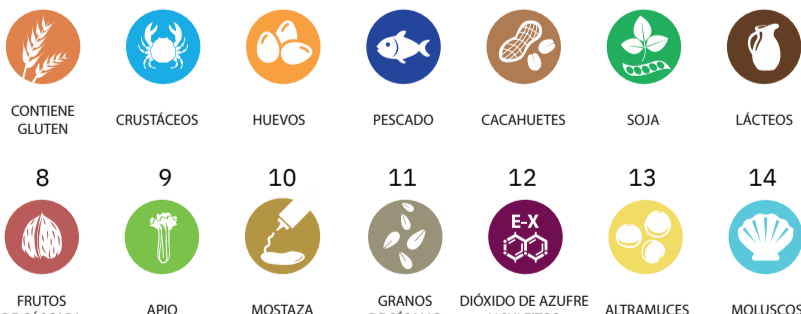 CONTIENE
GLUTEN
CRUSTÁCEOS
HUEVOS
PESCADO
CACAHUETES
SOJA
LÁCTEOS
8 9 10 11 12 13 14
E-X
FRUTOS
APIO
MOSTAZA
GRANOS
DIÓXIDO DE AZUFRE
ALTRAMUCES
MOLUSCOS